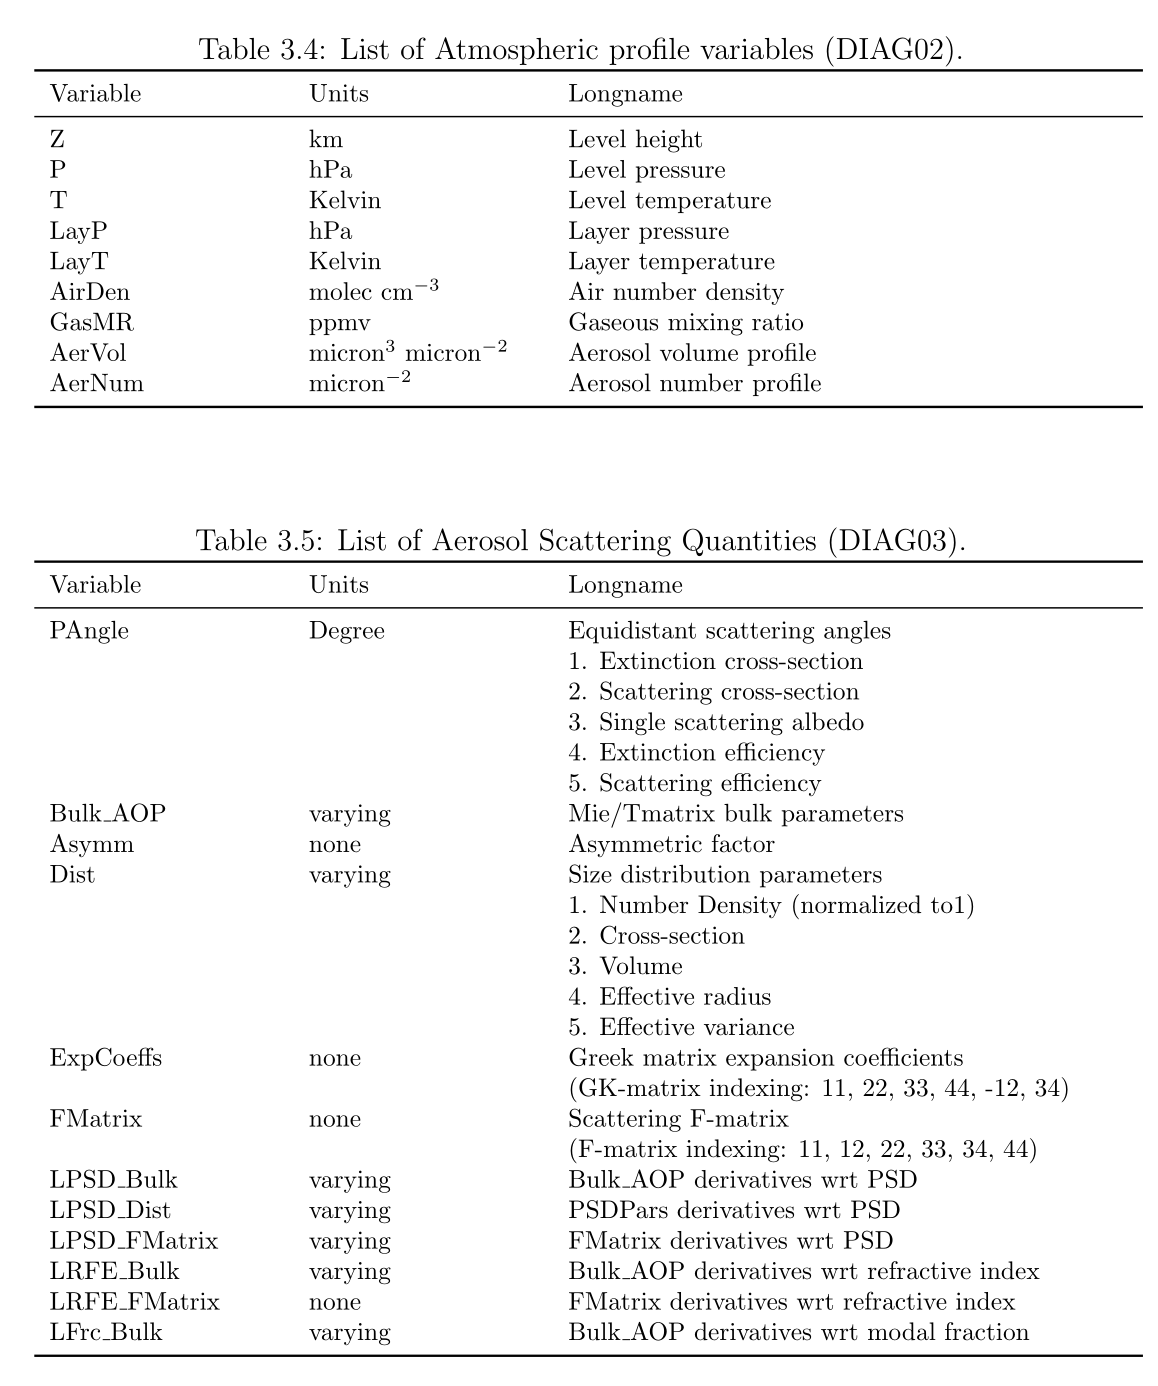 Table 3.4: List of Atmospheric profile variables (DIAG02).
Variable Units Longname
Z km Level height
P hPa Level pressure
T Kelvin Level temperature
LayP hPa Layer pressure
LayT Kelvin Layer temperature
AirDen molec cm⁻³ Air number density
GasMR ppmv Gaseous mixing ratio
AerVol micron³ micron⁻² Aerosol volume profile
AerNum micron⁻² Aerosol number profile
Table 3.5: List of Aerosol Scattering Quantities (DIAG03).
Variable Units Longname
PAngle Degree Equidistant scattering angles
1. Extinction cross-section
2. Scattering cross-section
3. Single scattering albedo
4. Extinction efficiency
5. Scattering efficiency
Bulk_AOP varying Mie/Tmatrix bulk parameters
Asymm none Asymmetric factor
Dist varying Size distribution parameters
1. Number Density (normalized to1)
2. Cross-section
3. Volume
4. Effective radius
5. Effective variance
ExpCoeffs none Greek matrix expansion coefficients
(GK-matrix indexing: 11, 22, 33, 44, -12, 34)
FMatrix none Scattering F-matrix
(F-matrix indexing: 11, 12, 22, 33, 34, 44)
LPSD_Bulk varying Bulk_AOP derivatives wrt PSD
LPSD_Dist varying PSDPars derivatives wrt PSD
LPSD_FMatrix varying FMatrix derivatives wrt PSD
LRFE_Bulk varying Bulk_AOP derivatives wrt refractive index
LRFE_FMatrix none FMatrix derivatives wrt refractive index
LFrc_Bulk varying Bulk_AOP derivatives wrt modal fraction